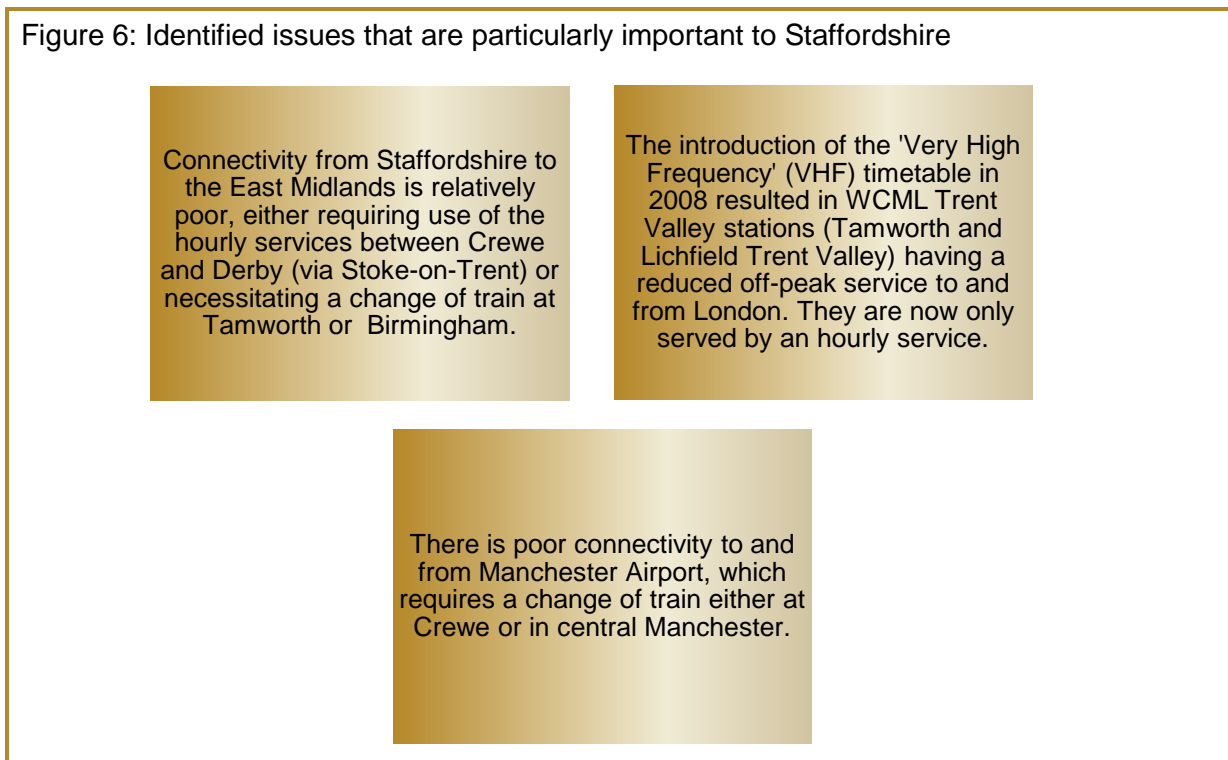 Figure 6: Identified issues that are particularly important to Staffordshire
Connectivity from Staffordshire to
the East Midlands is relatively
poor, either requiring use of the
hourly services between Crewe
and Derby (via Stoke-on-Trent) or
necessitating a change of train at
Tamworth or Birmingham.
The introduction of the 'Very High
Frequency' (VHF) timetable in
2008 resulted in WCML Trent
Valley stations (Tamworth and
Lichfield Trent Valley) having a
reduced off-peak service to and
from London. They are now only
served by an hourly service.
There is poor connectivity to and
from Manchester Airport, which
requires a change of train either at
Crewe or in central Manchester.